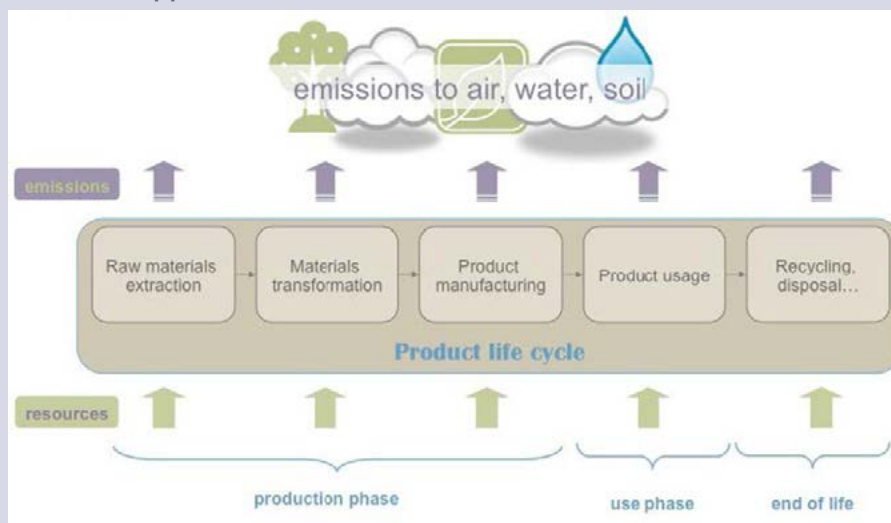 emissions to air, water, soil
emissions
Raw materials
extraction
Materials
transformation
Product
manufacturing
Product usage
Recycling,
disposal...
Product life cycle
resources
production phase
use phase
end of life